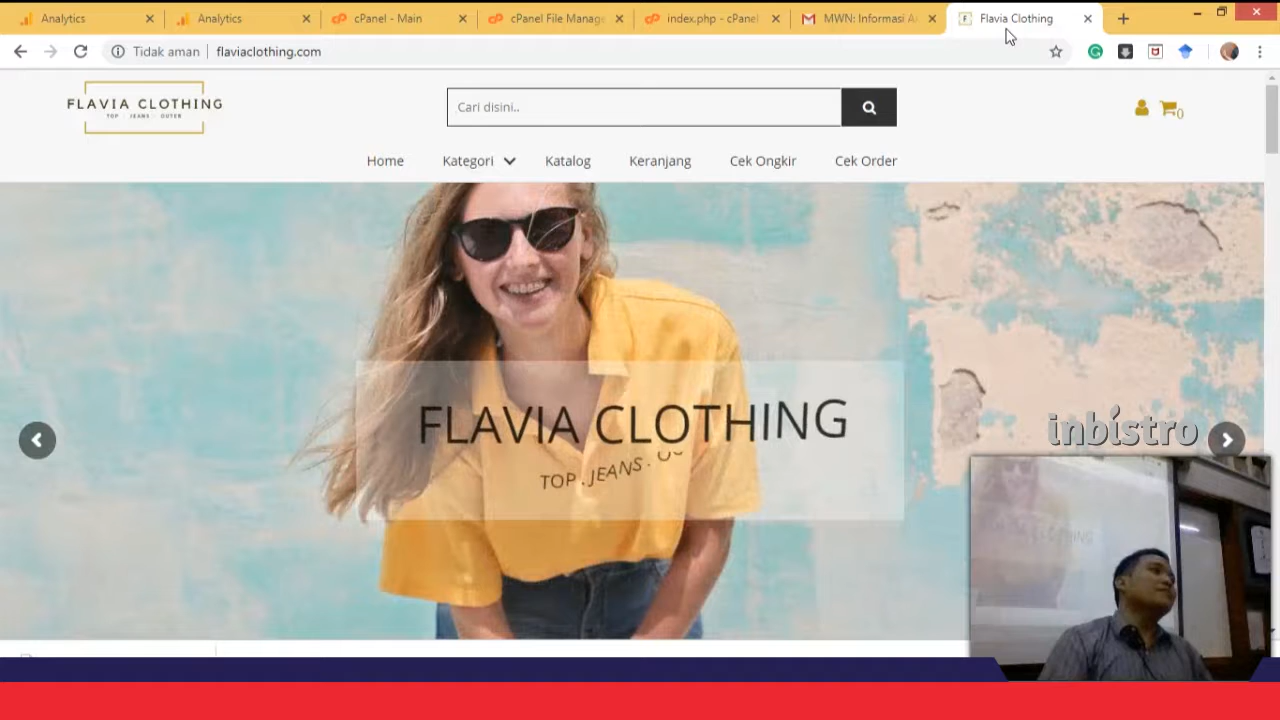 Analytics
Analytics
cPanel - Main
cPanel File Manag
index.php - cPanel
MWN: Informasi A
Flavia Clothing
Tidak aman
flaviaclothing.com
FLAVIA CLOTHING
TOP · JEANS · OUTER
Cari disini..
0
Home
Kategori
Katalog
Keranjang
Cek Ongkir
Cek Order
FLAVIA CLOTHING
TOP . JEANS .
inbistro